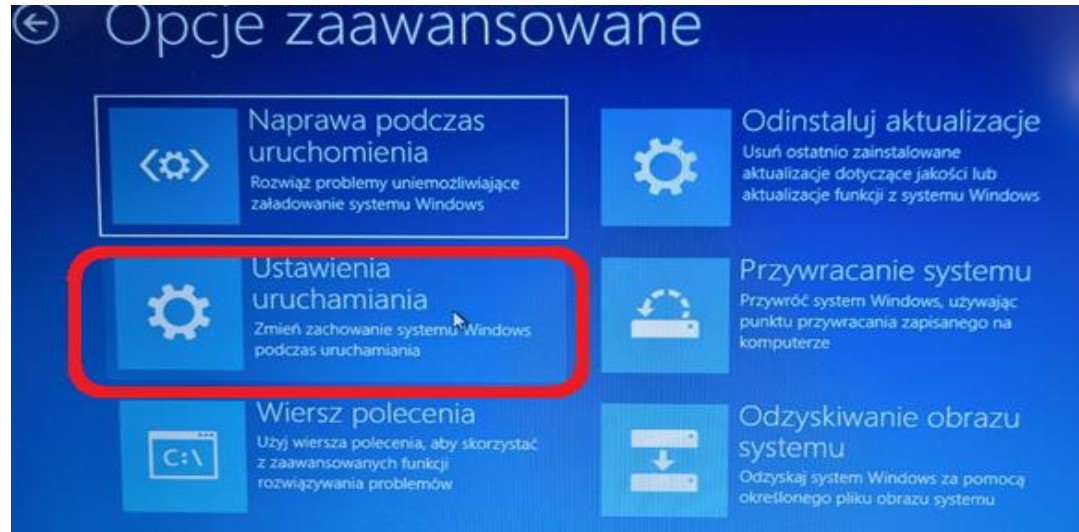 Opcje zaawansowane
Naprawa podczas
uruchomienia
Rozwiąż problemy uniemożliwiające
załadowanie systemu Windows
Ustawienia
uruchamiania
Zmień zachowanie systemu Windows
podczas uruchamiania
C:\
Wiersz polecenia
Użyj wiersza polecenia, aby skorzystać
z zaawansowanych funkcji
rozwiązywania problemów
Odinstaluj aktualizacje
Usuń ostatnio zainstalowane
aktualizacje dotyczące jakości lub
aktualizacje funkcji z systemu Windows
Przywracanie systemu
Przywróć system Windows, używając
punktu przywracania zapisanego na
komputerze
Odzyskiwanie obrazu
systemu
Odzyskaj system Windows za pomocą
określonego pliku obrazu systemu